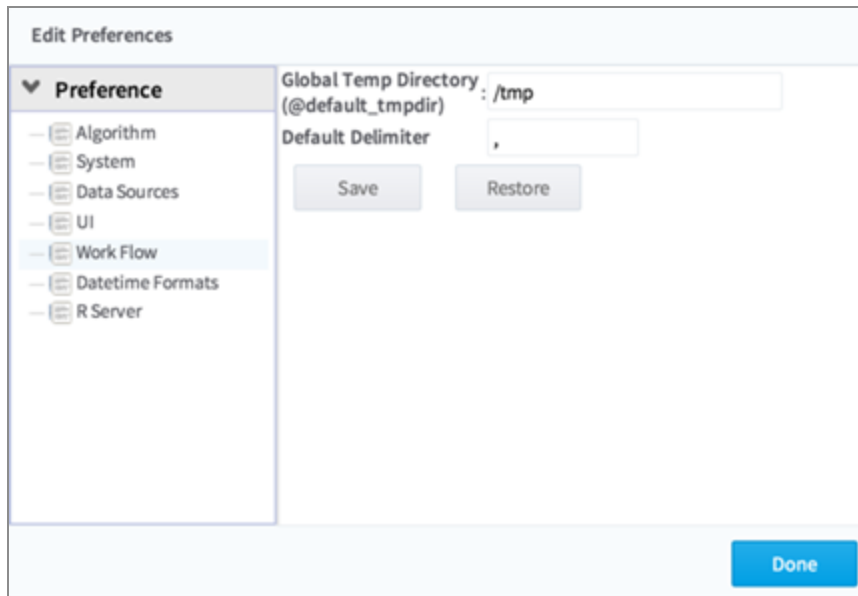 Edit Preferences
Preference
Algorithm
System
Data Sources
UI
Work Flow
Datetime Formats
R Server
Global Temp Directory
(@default_tmpdir)
: /tmp
Default Delimiter
,
Save
Restore
Done